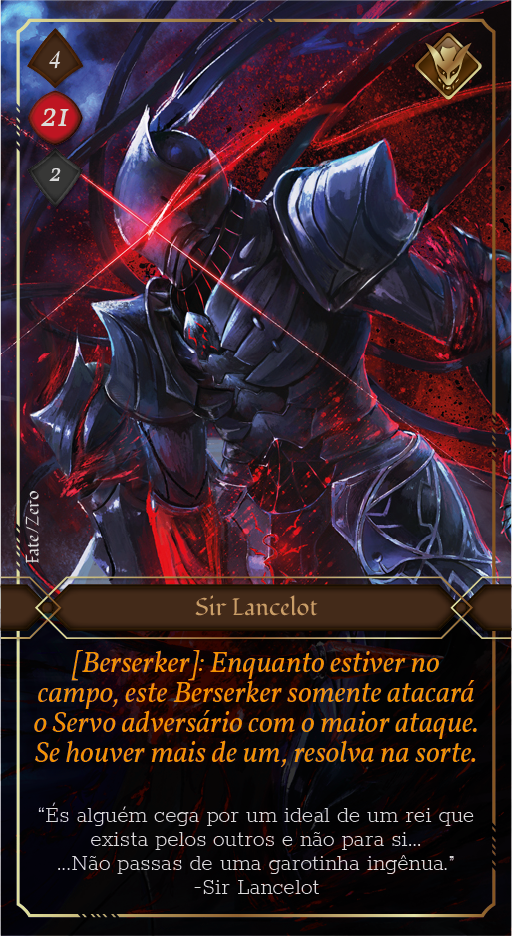 4
21
2
Fate/Zero
Sir Lancelot
[Berserker]: Enquanto estiver no
campo, este Berserker somente atacará
o Servo adversário com o maior ataque.
Se houver mais de um, resolva na sorte.
“És alguém cega por um ideal de um rei que
exista pelos outros e não para si...
...Não passas de uma garotinha ingênua.”
-Sir Lancelot